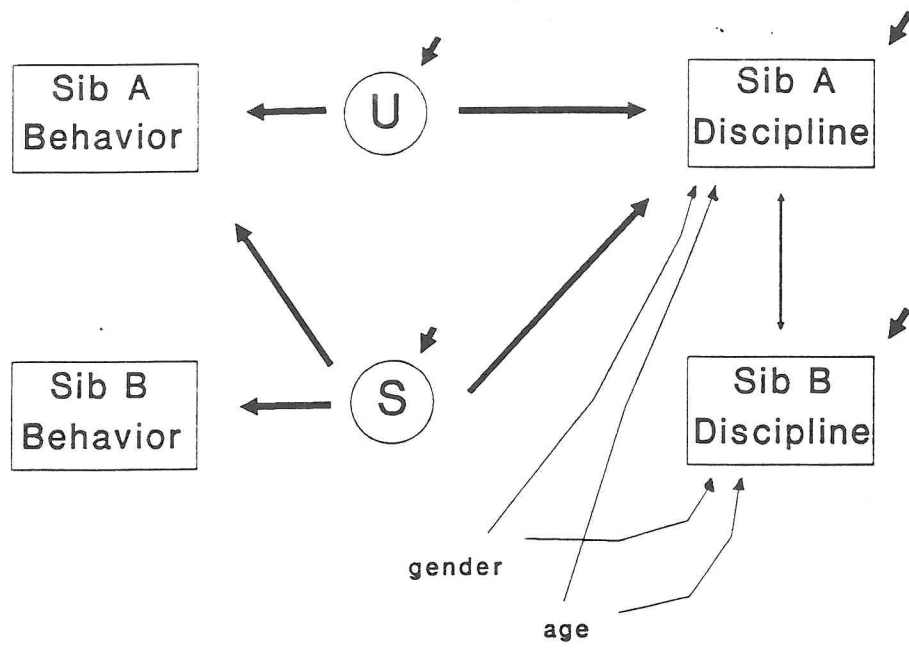 Sib A
Behavior
U
Sib A
Discipline
Sib B
Behavior
S
Sib B
Discipline
gender
age